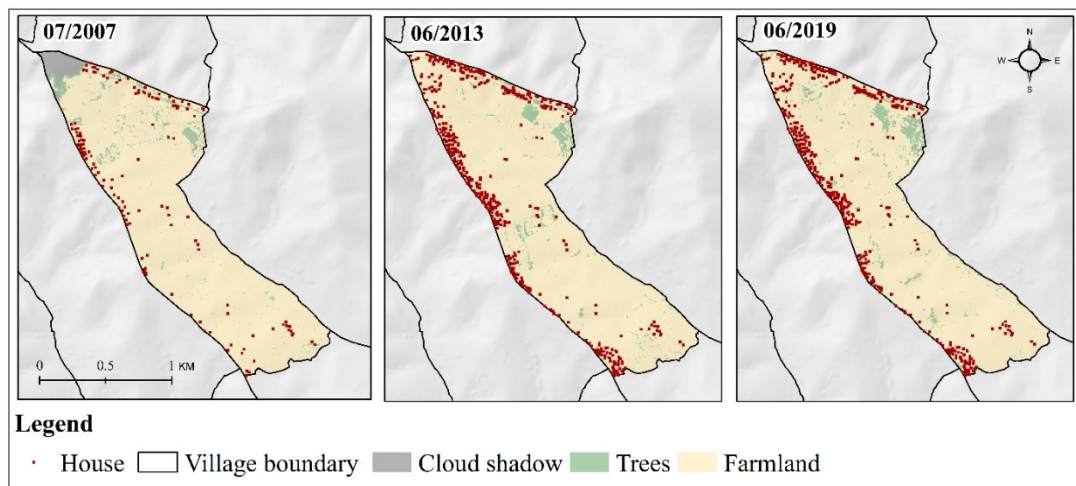 07/2007
06/2013
06/2019
N
W E
S
0 0.5 1 KM
Legend
House Village boundary Cloud shadow Trees Farmland